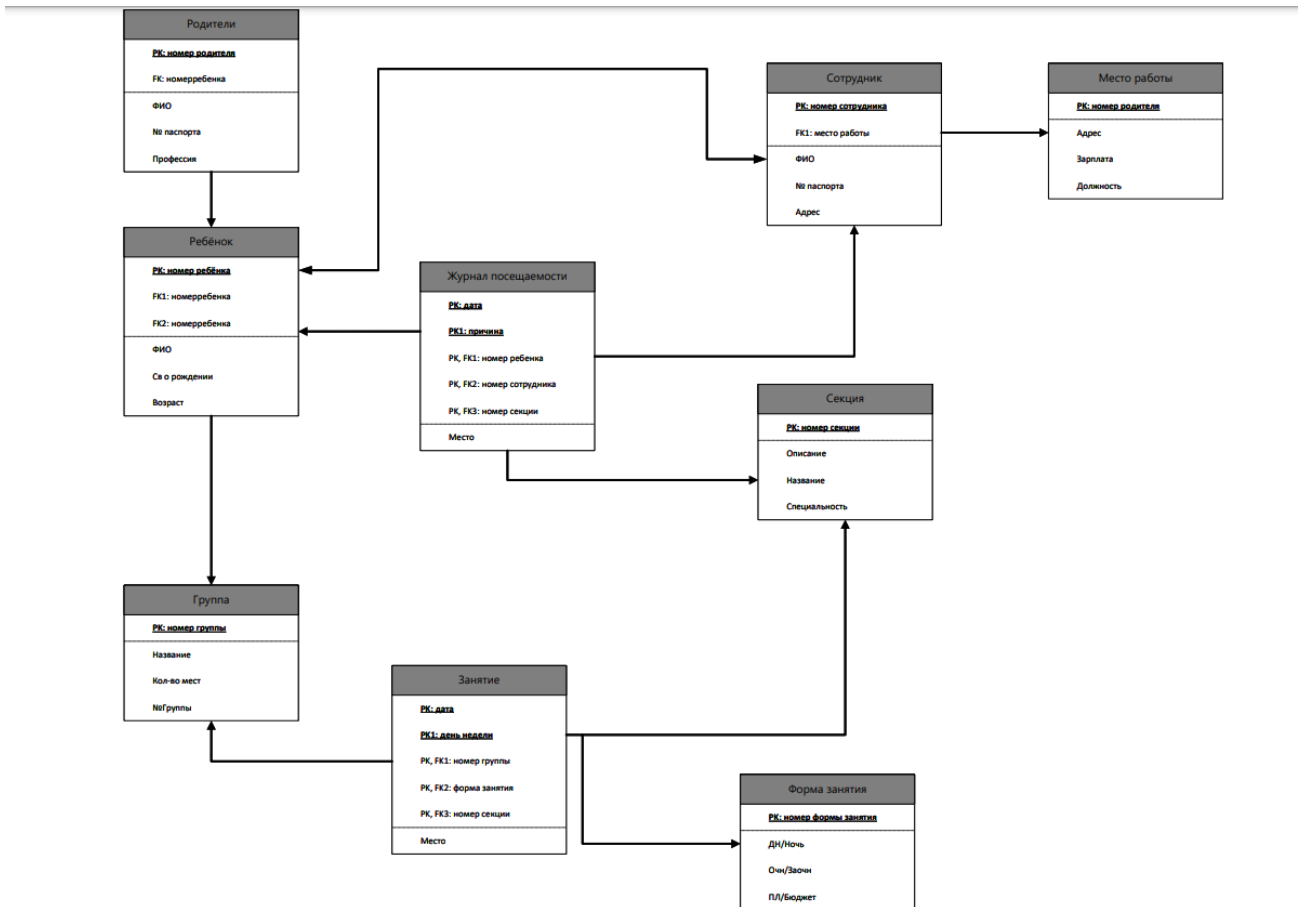 Родители
PK: номер родителя
FK: номерребенка
ФИО
№ паспорта
Профессия
Сотрудник
PK: номер сотрудника
FK1: место работы
ФИО
№ паспорта
Адрес
Место работы
PK: номер родителя
Адрес
Зарплата
Должность
Ребёнок
PK: номер ребёнка
FK1: номерребенка
FK2: номерребенка
ФИО
Св о рождении
Возраст
Журнал посещаемости
PK: дата
PK1: причина
PK, FK1: номер ребенка
PK, FK2: номер сотрудника
PK, FK3: номер секции
Место
Секция
PK: номер секции
Описание
Название
Специальность
Группа
PK: номер группы
Название
Кол-во мест
№Группы
Занятие
PK: дата
PK1: день недели
PK, FK1: номер группы
PK, FK2: форма занятия
PK, FK3: номер секции
Место
Форма занятия
PK: номер формы занятия
ДН/Ночь
Очн/Заочн
ПЛ/Бюджет